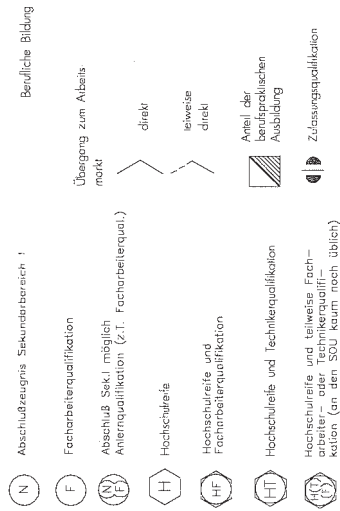 N
Abschlußzeugnis Sekundarbereich I
F
Facharbeiterqualifikation
(N)
(F)
Abschluß Sek.I möglich
Anlernqualifikation (z.T. Facharbeiterqual.)
H
Hochschulreife
HF
Hochschulreife und
Facharbeiterqualifikation
HT
Hochschulreife und Technikerqualifikation
H(T)
(F)
Hochschulreife und teilweise Fach-
arbeiter- oder Technikerqualifi-
kation (an den SOU kaum noch üblich)
Berufliche Bildung
Übergang zum Arbeits
markt
direkt
teilweise
direkt
Anteil der
berufspraktischen
Ausbildung
Zulassungsqualifikation